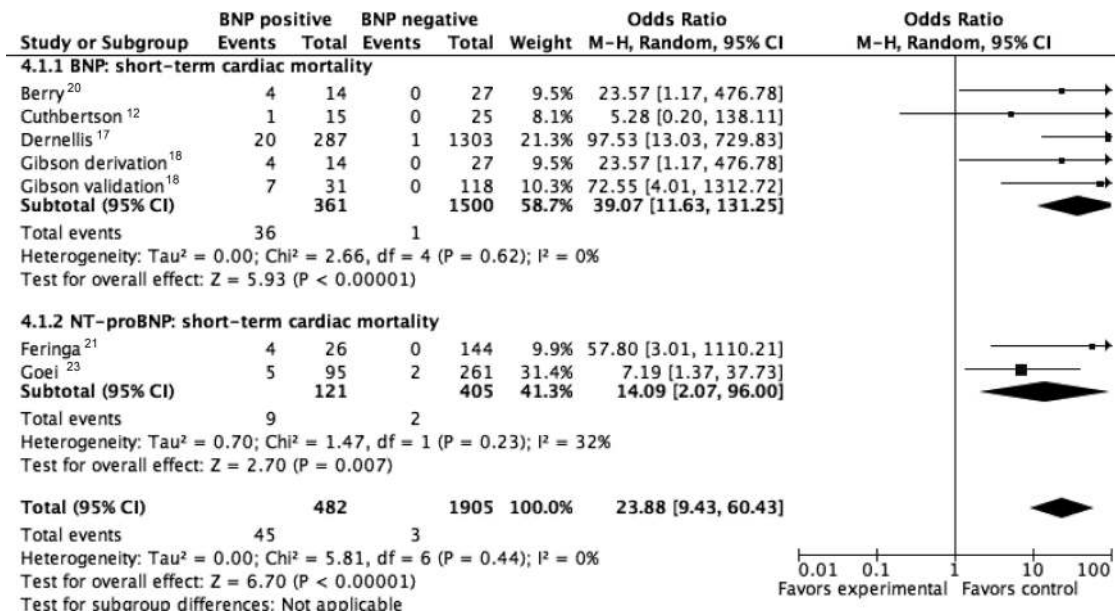 BNP positive BNP negative Odds Ratio Odds Ratio
Study or Subgroup Events Total Events Total Weight M-H, Random, 95% CI M-H, Random, 95% CI
4.1.1 BNP: short-term cardiac mortality
Berry 20 4 14 0 27 9.5% 23.57 [1.17, 476.78]
Cuthbertson 12 1 15 0 25 8.1% 5.28 [0.20, 138.11]
Dernellis 17 20 287 1 1303 21.3% 97.53 [13.03, 729.83]
Gibson derivation 18 4 14 0 27 9.5% 23.57 [1.17, 476.78]
Gibson validation 18 7 31 0 118 10.3% 72.55 [4.01, 1312.72]
Subtotal (95% CI) 361 1500 58.7% 39.07 [11.63, 131.25]
Total events 36 1
Heterogeneity: Tau² = 0.00; Chi² = 2.66, df = 4 (P = 0.62); I² = 0%
Test for overall effect: Z = 5.93 (P < 0.00001)
4.1.2 NT-proBNP: short-term cardiac mortality
Feringa 21 4 26 0 144 9.9% 57.80 [3.01, 1110.21]
Goei 23 5 95 2 261 31.4% 7.19 [1.37, 37.73]
Subtotal (95% CI) 121 405 41.3% 14.09 [2.07, 96.00]
Total events 9 2
Heterogeneity: Tau² = 0.70; Chi² = 1.47, df = 1 (P = 0.23); I² = 32%
Test for overall effect: Z = 2.70 (P = 0.007)
Total (95% CI) 482 1905 100.0% 23.88 [9.43, 60.43]
Total events 45 3
Heterogeneity: Tau² = 0.00; Chi² = 5.81, df = 6 (P = 0.44); I² = 0%
Test for overall effect: Z = 6.70 (P < 0.00001)
Test for subgroup differences: Not applicable
0.01 0.1 1 10 100
Favors experimental Favors control